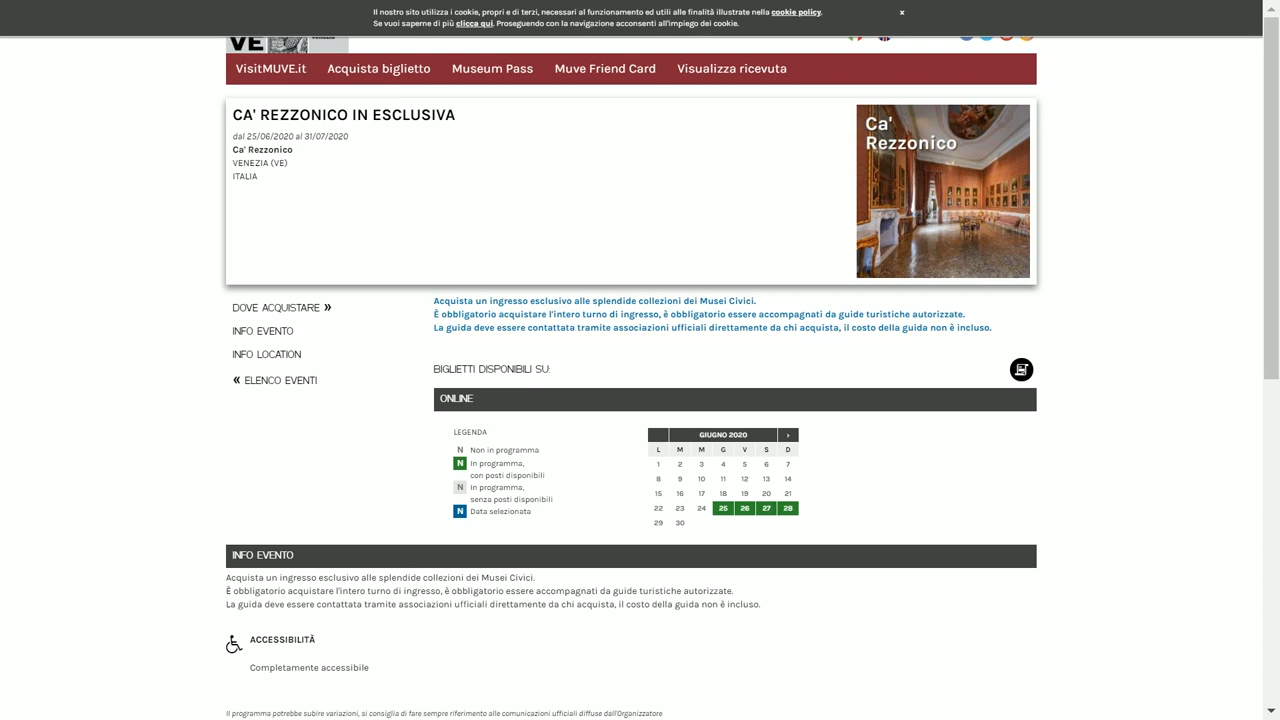 Il nostro sito utilizza i cookie, propri e di terzi, necessari al funzionamento ed utili alle finalità illustrate nella cookie policy.
x
Se vuoi saperne di più clicca qui. Proseguendo con la navigazione acconsenti all'impiego dei cookie.
VE
VisitMUVE.it Acquista biglietto Museum Pass Muve Friend Card Visualizza ricevuta
CA' REZZONICO IN ESCLUSIVA
dal 25/06/2020 al 31/07/2020
Ca' Rezzonico
VENEZIA (VE)
ITALIA
Ca'
Rezzonico
DOVE ACQUISTARE »
INFO EVENTO
INFO LOCATION
« ELENCO EVENTI
Acquista un ingresso esclusivo alle splendide collezioni dei Musei Civici.
È obbligatorio acquistare l'intero turno di ingresso, è obbligatorio essere accompagnati da guide turistiche autorizzate.
La guida deve essere contattata tramite associazioni ufficiali direttamente da chi acquista, il costo della guida non è incluso.
BIGLIETTI DISPONIBILI SU:
ONLINE
LEGENDA
N Non in programma
N In programma,
con posti disponibili
N In programma,
senza posti disponibili
N Data selezionata
GIUGNO 2020 ›
L M M G V S D
1 2 3 4 5 6 7
8 9 10 11 12 13 14
15 16 17 18 19 20 21
22 23 24 25 26 27 28
29 30
INFO EVENTO
Acquista un ingresso esclusivo alle splendide collezioni dei Musei Civici.
È obbligatorio acquistare l'intero turno di ingresso, è obbligatorio essere accompagnati da guide turistiche autorizzate.
La guida deve essere contattata tramite associazioni ufficiali direttamente da chi acquista, il costo della guida non è incluso.
ACCESSIBILITÀ
Completamente accessibile
Il programma potrebbe subire variazioni, si consiglia di fare sempre riferimento alle comunicazioni ufficiali diffuse dall'Organizzatore